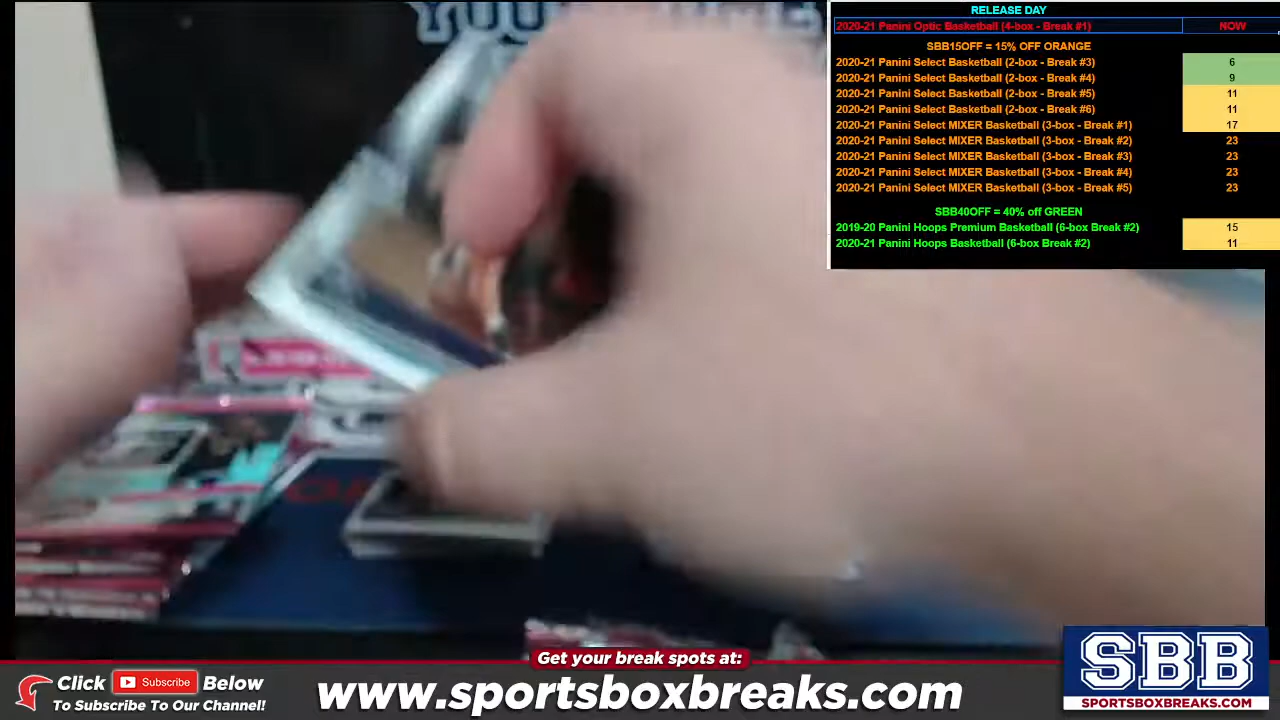 RELEASE DAY
2020-21 Panini Optic Basketball (4-box - Break #1) NOW
SBB15OFF = 15% OFF ORANGE
2020-21 Panini Select Basketball (2-box - Break #3) 6
2020-21 Panini Select Basketball (2-box - Break #4) 9
2020-21 Panini Select Basketball (2-box - Break #5) 11
2020-21 Panini Select Basketball (2-box - Break #6) 11
2020-21 Panini Select MIXER Basketball (3-box - Break #1) 17
2020-21 Panini Select MIXER Basketball (3-box - Break #2) 23
2020-21 Panini Select MIXER Basketball (3-box - Break #3) 23
2020-21 Panini Select MIXER Basketball (3-box - Break #4) 23
2020-21 Panini Select MIXER Basketball (3-box - Break #5) 23
SBB40OFF = 40% off GREEN
2019-20 Panini Hoops Premium Basketball (6-box Break #2) 15
2020-21 Panini Hoops Basketball (6-box Break #2) 11
Get your break spots at:
Click Subscribe Below
To Subscribe To Our Channel!
www.sportsboxbreaks.com
SBB
SPORTSBOXBREAKS.COM